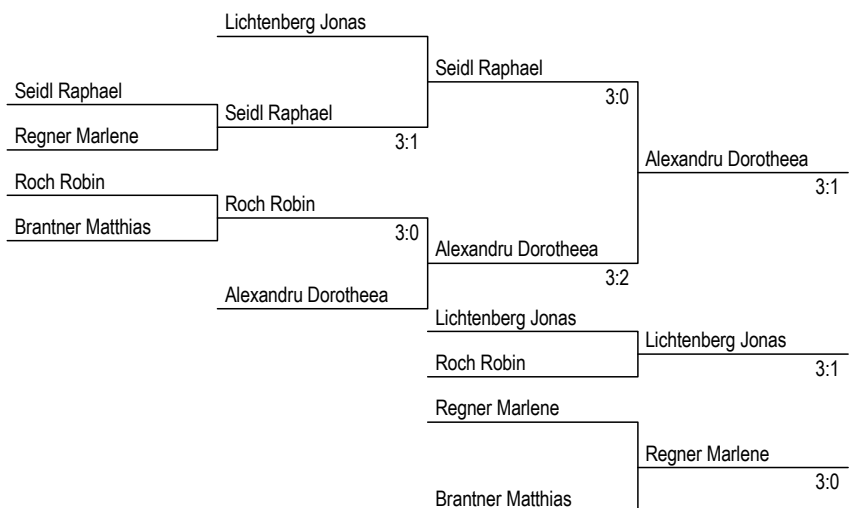 Lichtenberg Jonas
Seidl Raphael
3:0
Seidl Raphael
Seidl Raphael
3:1
Regner Marlene
Alexandru Dorotheea
3:1
Roch Robin
Roch Robin
3:0
Brantner Matthias
Alexandru Dorotheea
3:2
Alexandru Dorotheea
Lichtenberg Jonas
Lichtenberg Jonas
3:1
Roch Robin
Regner Marlene
Regner Marlene
3:0
Brantner Matthias